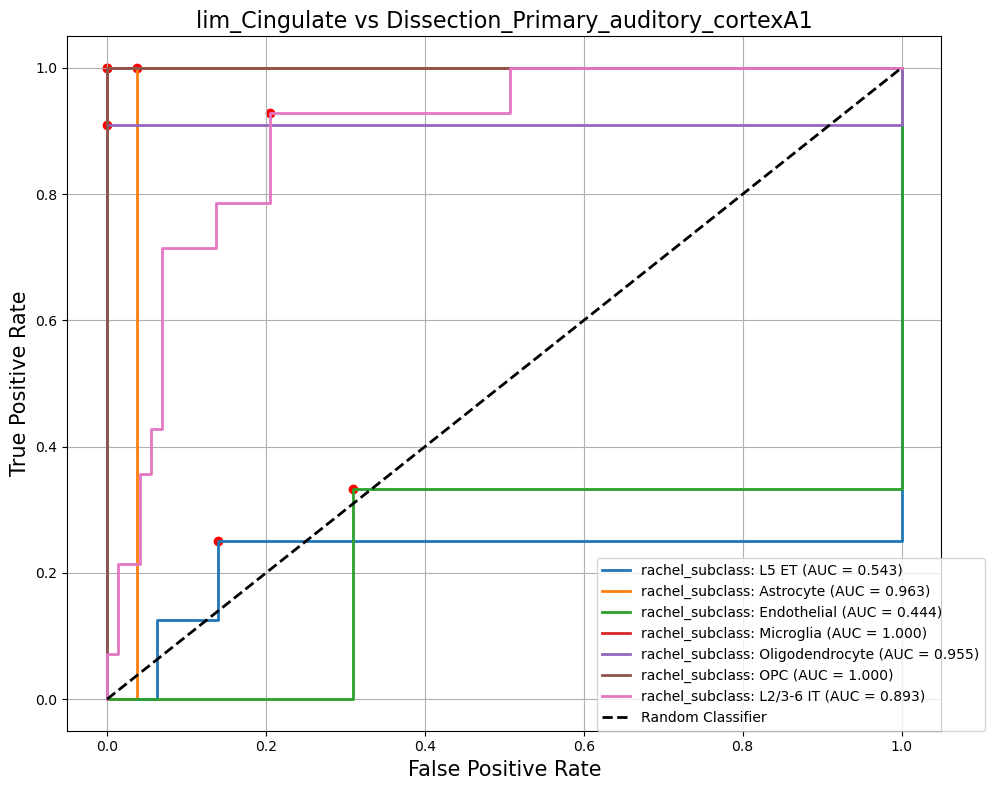 lim_Cingulate vs Dissection_Primary_auditory_cortexA1
True Positive Rate
1.0
0.8
0.6
0.4
0.2
0.0
rachel_subclass: L5 ET (AUC = 0.543)
rachel_subclass: Astrocyte (AUC = 0.963)
rachel_subclass: Endothelial (AUC = 0.444)
rachel_subclass: Microglia (AUC = 1.000)
rachel_subclass: Oligodendrocyte (AUC = 0.955)
rachel_subclass: OPC (AUC = 1.000)
rachel_subclass: L2/3-6 IT (AUC = 0.893)
Random Classifier
0.0 0.2 0.4 0.6 0.8 1.0
False Positive Rate